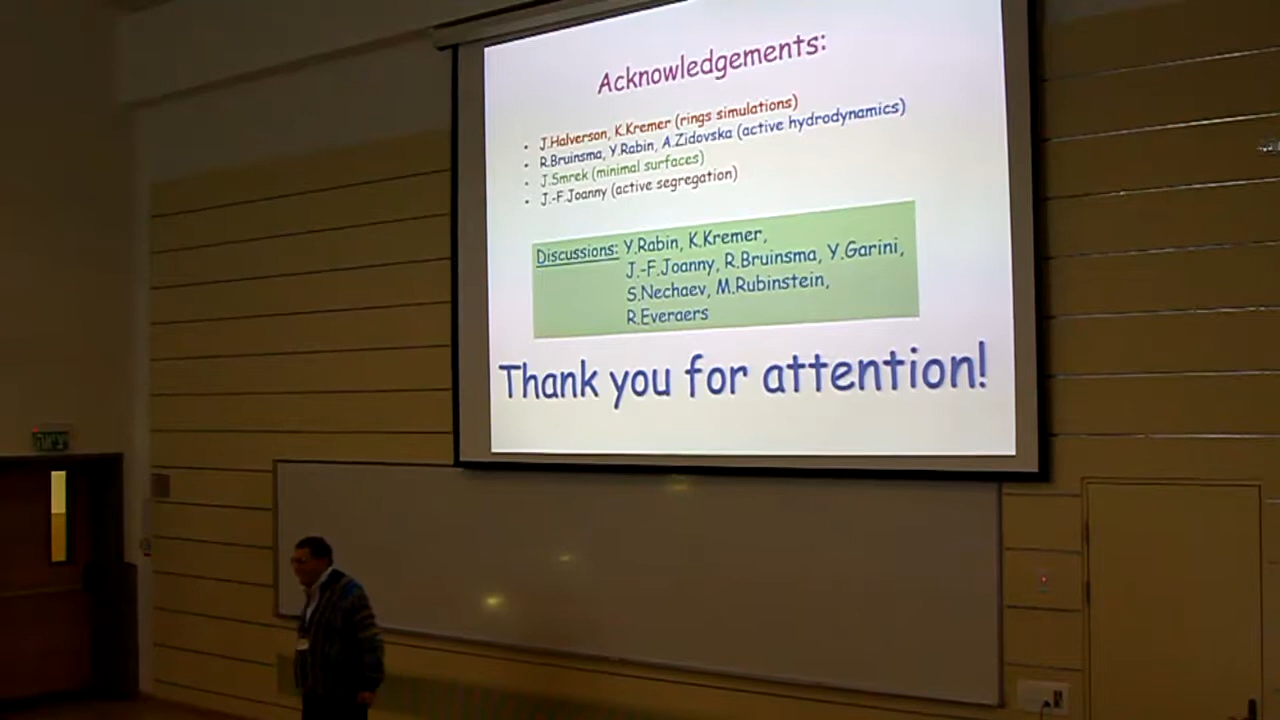 Acknowledgements:
• J.Halverson, K.Kremer (rings simulations)
• R.Bruinsma, Y.Rabin, A.Zidovska (active hydrodynamics)
• J.Smrek (minimal surfaces)
• J.-F.Joanny (active segregation)
Discussions: Y.Rabin, K.Kremer,
J.-F.Joanny, R.Bruinsma, Y.Garini,
S.Nechaev, M.Rubinstein,
R.Everaers
Thank you for attention!
יציאה